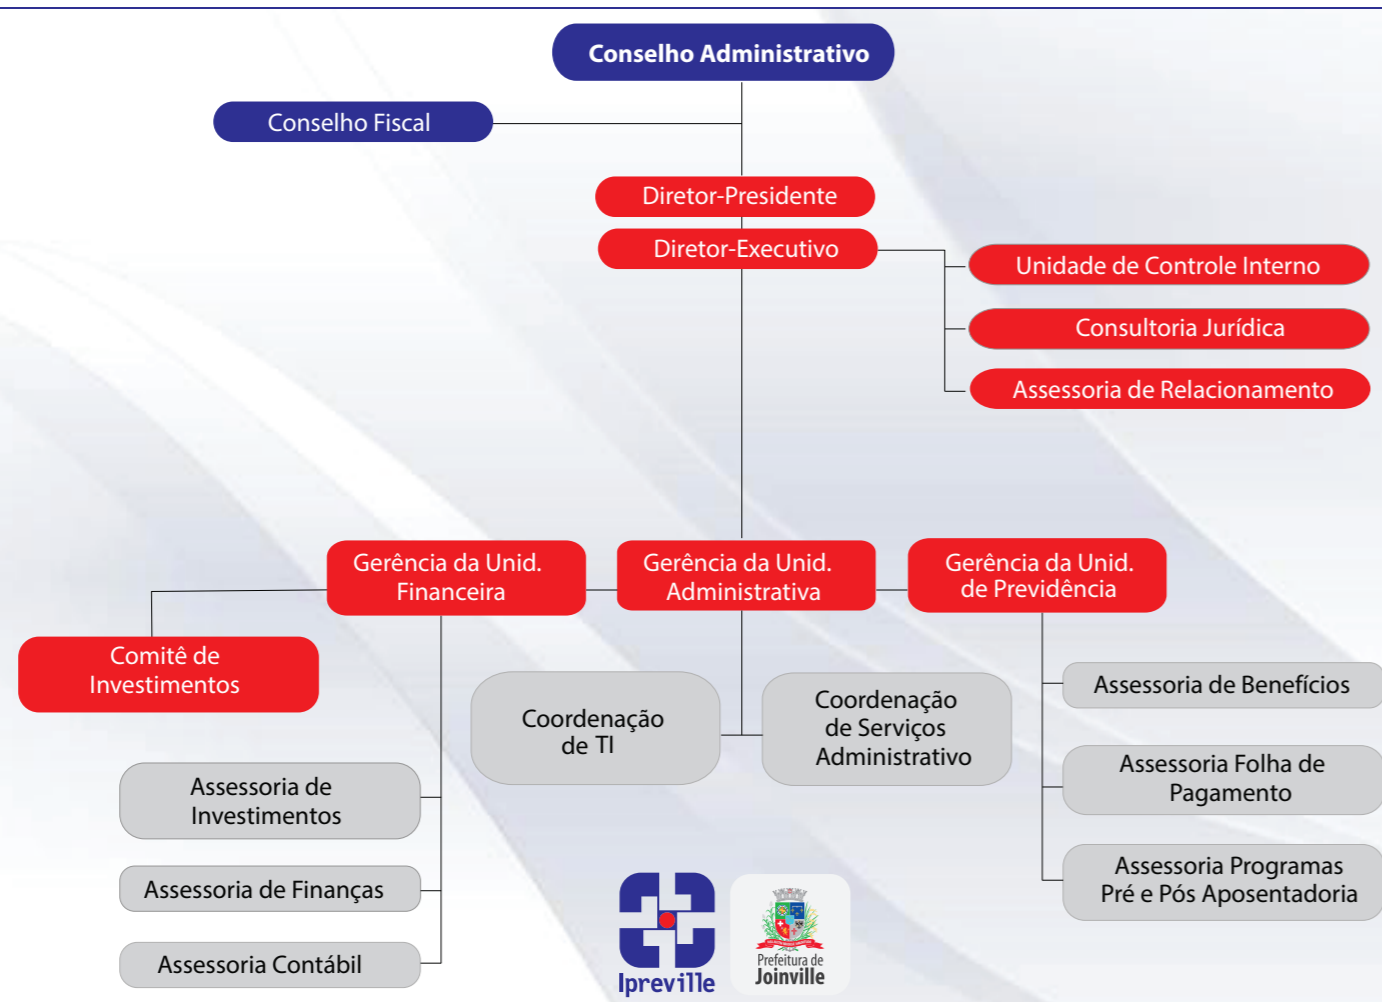 Conselho Administrativo
Conselho Fiscal
Diretor-Presidente
Diretor-Executivo
Unidade de Controle Interno
Consultoria Jurídica
Assessoria de Relacionamento
Gerência da Unid.
Financeira
Gerência da Unid.
Administrativa
Gerência da Unid.
de Previdência
Comitê de
Investimentos
Assessoria de
Investimentos
Assessoria de Finanças
Assessoria Contábil
Coordenação
de TI
Coordenação
de Serviços
Administrativo
Assessoria de Benefícios
Assessoria Folha de
Pagamento
Assessoria Programas
Pré e Pós Aposentadoria
Ipreville
Prefeitura de
Joinville